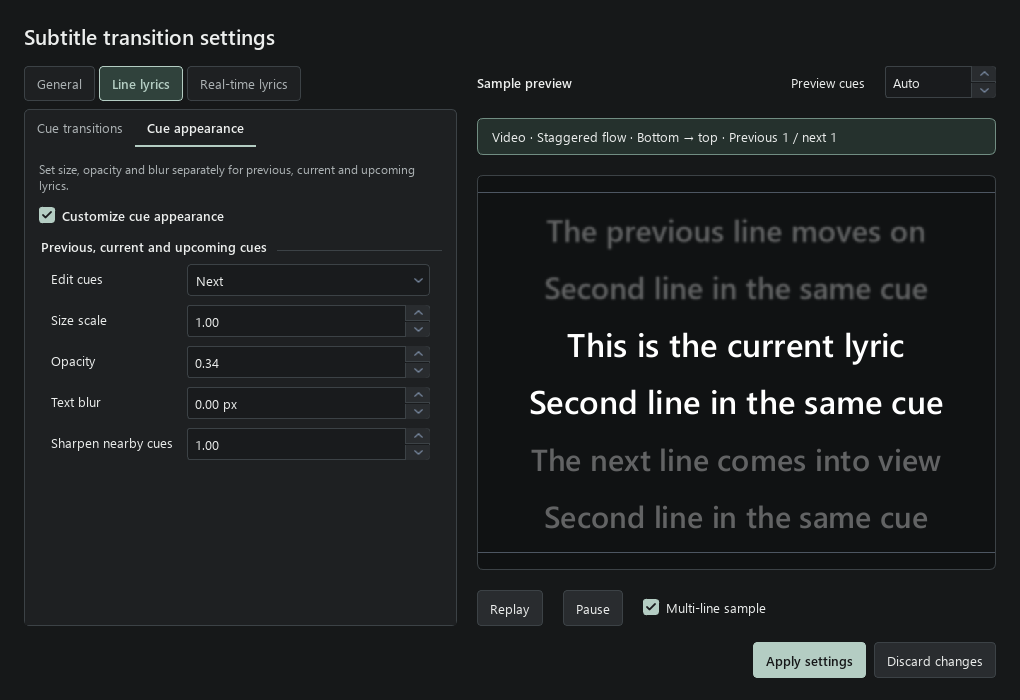 Subtitle transition settings
General
Line lyrics
Real-time lyrics
Cue transitions
Cue appearance
Set size, opacity and blur separately for previous, current and upcoming
lyrics.
Customize cue appearance
Previous, current and upcoming cues
Edit cues
Next
Size scale
1.00
Opacity
0.34
Text blur
0.00 px
Sharpen nearby cues
1.00
Sample preview
Preview cues
Auto
Video · Staggered flow · Bottom → top · Previous 1 / next 1
The previous line moves on
Second line in the same cue
This is the current lyric
Second line in the same cue
The next line comes into view
Second line in the same cue
Replay
Pause
Multi-line sample
Apply settings
Discard changes